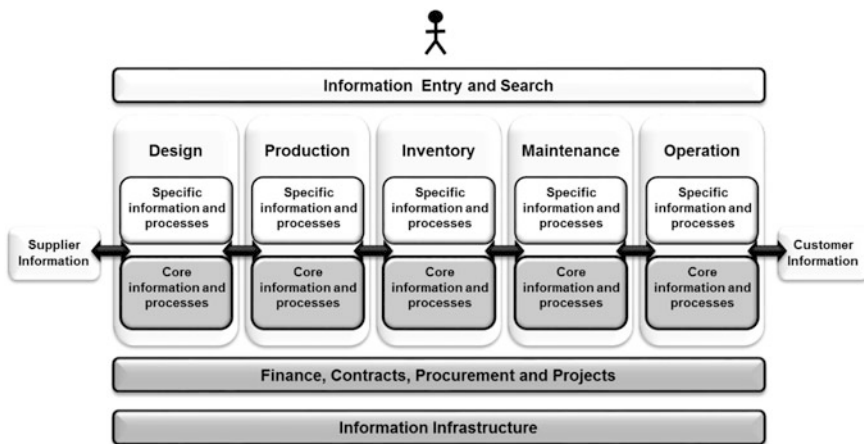 Information Entry and Search
Design
Production
Inventory
Maintenance
Operation
Specific
information and
processes
Specific
information and
processes
Specific
information and
processes
Specific
information and
processes
Specific
information and
processes
Supplier
Information
Customer
Information
Core
information and
processes
Core
information and
processes
Core
information and
processes
Core
information and
processes
Core
information and
processes
Finance, Contracts, Procurement and Projects
Information Infrastructure